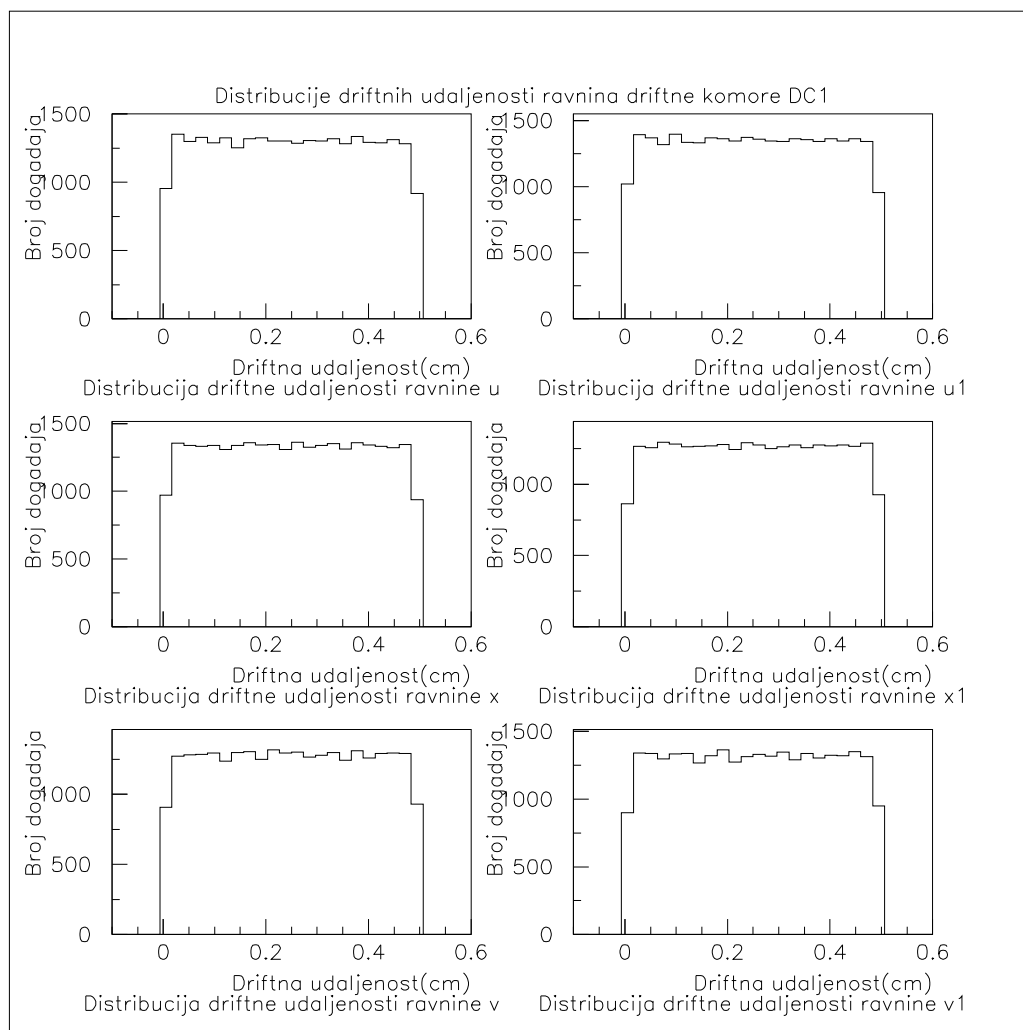 Distribucije driftnih udaljenosti ravnina driftne komore DC1
Broj događaja
1500
1000
500
0
0 0.2 0.4 0.6
Driftna udaljenost(cm)
Distribucija driftne udaljenosti ravnine u
Broj događaja
1500
1000
500
0
0 0.2 0.4 0.6
Driftna udaljenost(cm)
Distribucija driftne udaljenosti ravnine u1
Broj događaja
1500
1000
500
0
0 0.2 0.4 0.6
Driftna udaljenost(cm)
Distribucija driftne udaljenosti ravnine x
Broj događaja
1000
500
0
0 0.2 0.4 0.6
Driftna udaljenost(cm)
Distribucija driftne udaljenosti ravnine x1
Broj događaja
1000
500
0
0 0.2 0.4 0.6
Driftna udaljenost(cm)
Distribucija driftne udaljenosti ravnine v
Broj događaja
1500
1000
500
0
0 0.2 0.4 0.6
Driftna udaljenost(cm)
Distribucija driftne udaljenosti ravnine v1